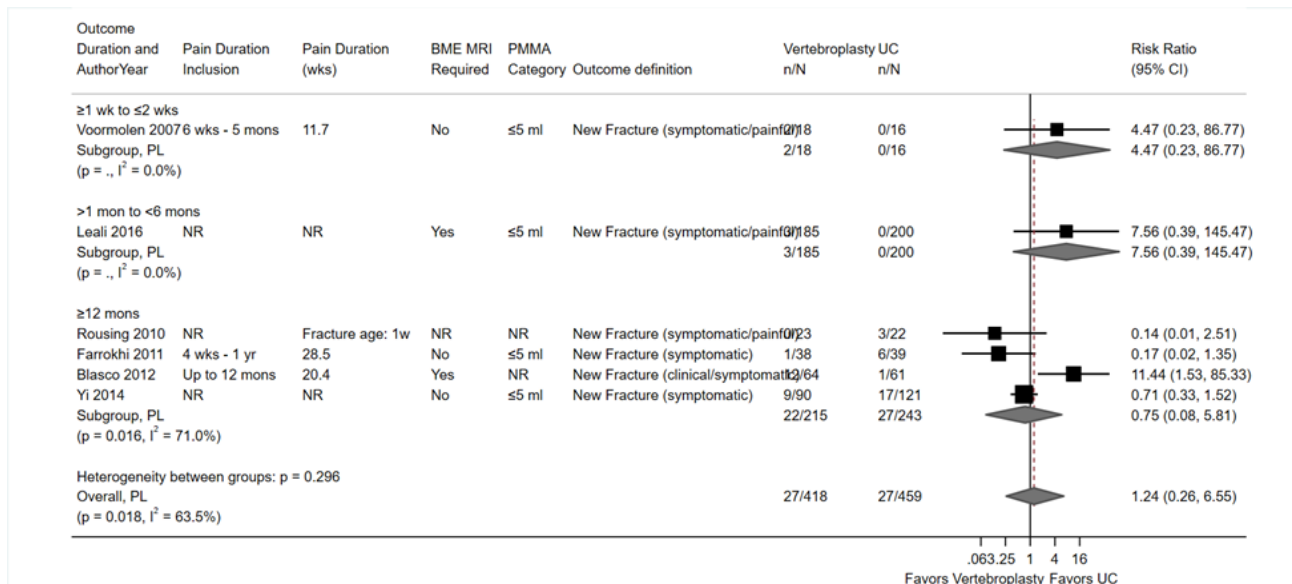 Outcome
Duration and Pain Duration Pain Duration BME MRI PMMA Vertebroplasty UC Risk Ratio
AuthorYear Inclusion (wks) Required Category Outcome definition n/N n/N (95% CI)
≥1 wk to ≤2 wks
Voormolen 2007 6 wks - 5 mons 11.7 No ≤5 ml New Fracture (symptomatic/painful) 2/18 0/16 4.47 (0.23, 86.77)
Subgroup, PL 2/18 0/16 4.47 (0.23, 86.77)
(p = ., I² = 0.0%)
>1 mon to <6 mons
Leali 2016 NR NR Yes ≤5 ml New Fracture (symptomatic/painful) 3/185 0/200 7.56 (0.39, 145.47)
Subgroup, PL 3/185 0/200 7.56 (0.39, 145.47)
(p = ., I² = 0.0%)
≥12 mons
Rousing 2010 NR Fracture age: 1w NR NR New Fracture (symptomatic/painful) 0/23 3/22 0.14 (0.01, 2.51)
Farrokhi 2011 4 wks - 1 yr 28.5 No ≤5 ml New Fracture (symptomatic) 1/38 6/39 0.17 (0.02, 1.35)
Blasco 2012 Up to 12 mons 20.4 Yes NR New Fracture (clinical/symptomatic) 12/64 1/61 11.44 (1.53, 85.33)
Yi 2014 NR NR No ≤5 ml New Fracture (symptomatic) 9/90 17/121 0.71 (0.33, 1.52)
Subgroup, PL 22/215 27/243 0.75 (0.08, 5.81)
(p = 0.016, I² = 71.0%)
Heterogeneity between groups: p = 0.296
Overall, PL 27/418 27/459 1.24 (0.26, 6.55)
(p = 0.018, I² = 63.5%)
.063 .25 1 4 16
Favors Vertebroplasty Favors UC